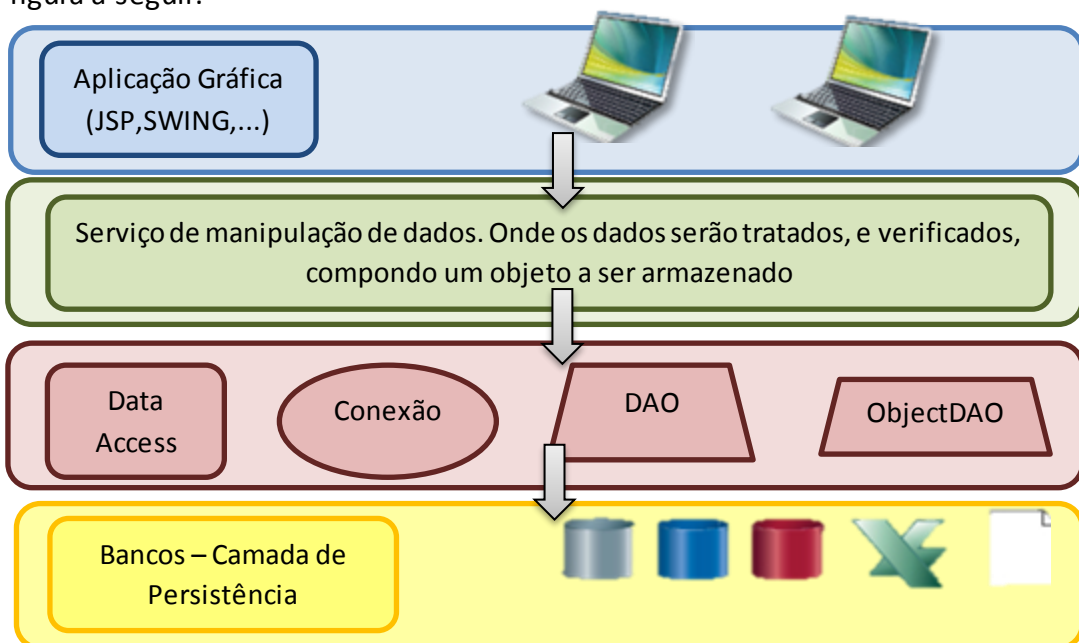 figura a seguir:
Aplicação Gráfica
(JSP,SWING,...)
Serviço de manipulação de dados. Onde os dados serão tratados, e verificados,
compondo um objeto a ser armazenado
Data
Access
Conexão
DAO
ObjectDAO
Bancos – Camada de
Persistência